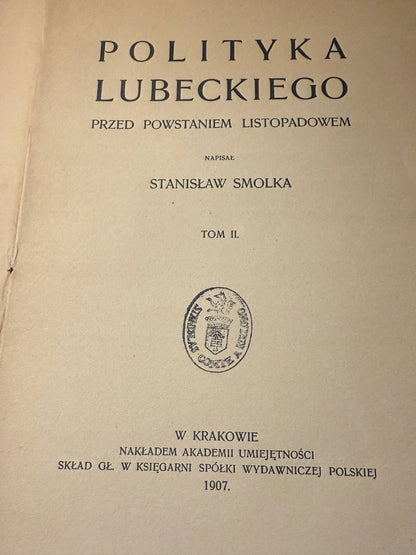 POLITYKA
LUBECKIEGO
PRZED POWSTANIEM LISTOPADOWEM
NAPISAŁ
STANISŁAW SMOLKA
TOM II.
COMTE A
W KRAKOWIE
NAKŁADEM AKADEMII UMIEJĘTNOŚCI
SKŁAD GŁ. W KSIĘGARNI SPÓŁKI WYDAWNICZEJ POLSKIEJ
1907.